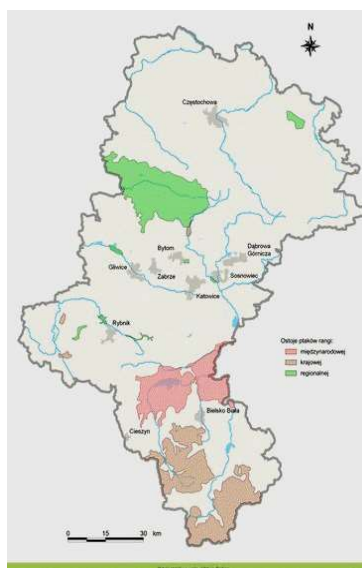 N
Częstochowa
Bytom
Dąbrowa
Górnicza
Gliwice
Zabrze
Sosnowiec
Katowice
Rybnik
Ostoje ptaków rangi:
międzynarodowej
krajowej
regionalnej
Cieszyn
Bielsko Biała
0 15 30 km